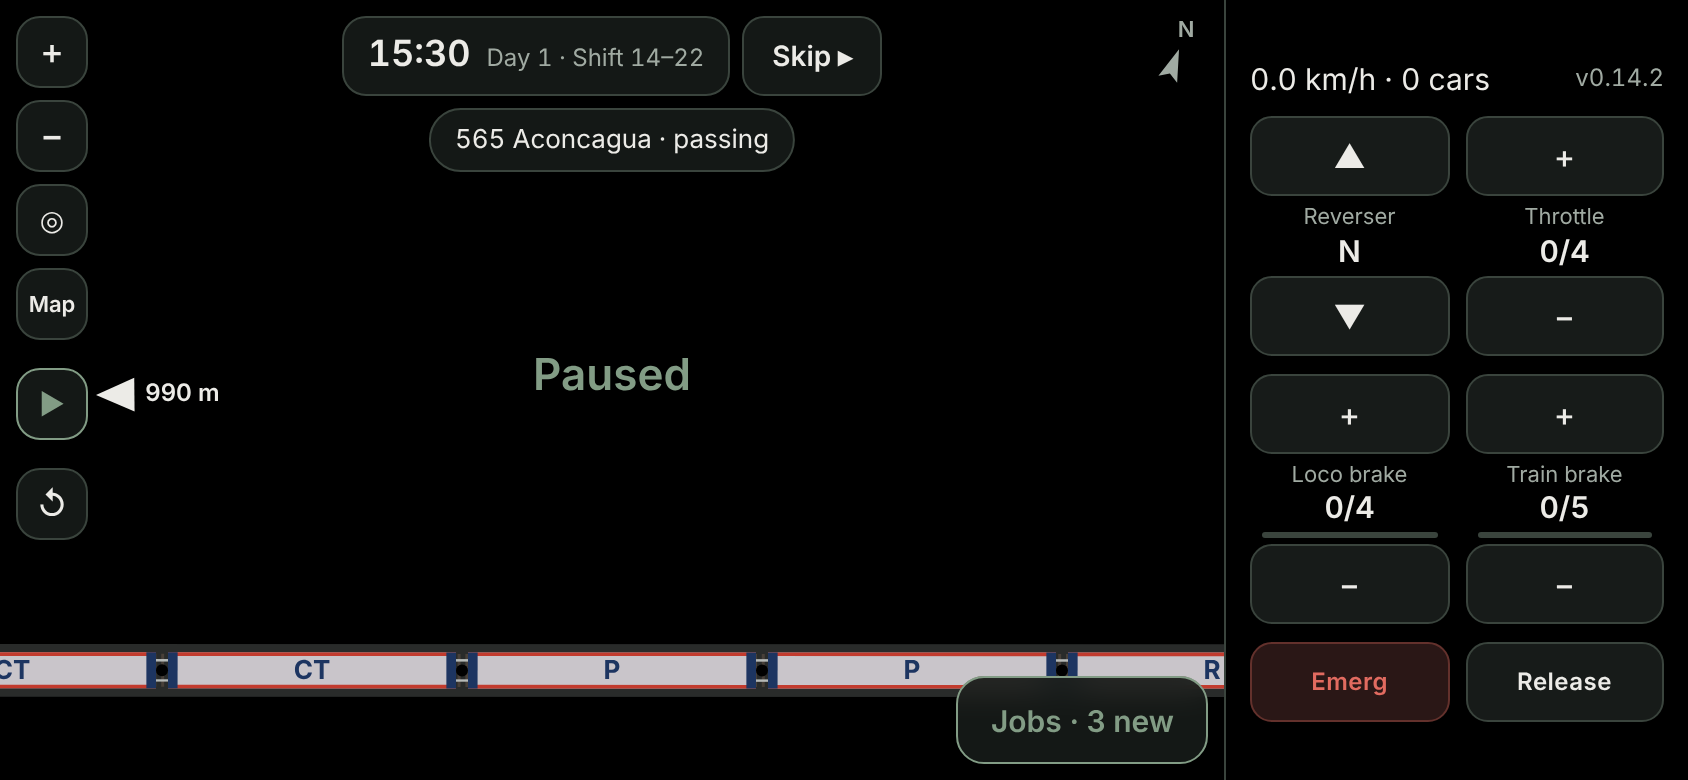 +
15:30 Day 1 · Shift 14–22
Skip ▸
N
−
565 Aconcagua · passing
◎
Map
990 m
Paused
CT
CT
P
P
R
Jobs · 3 new
0.0 km/h · 0 cars
v0.14.2
▲
+
Reverser
N
Throttle
0/4
▼
−
+
+
Loco brake
0/4
Train brake
0/5
−
−
Emerg
Release